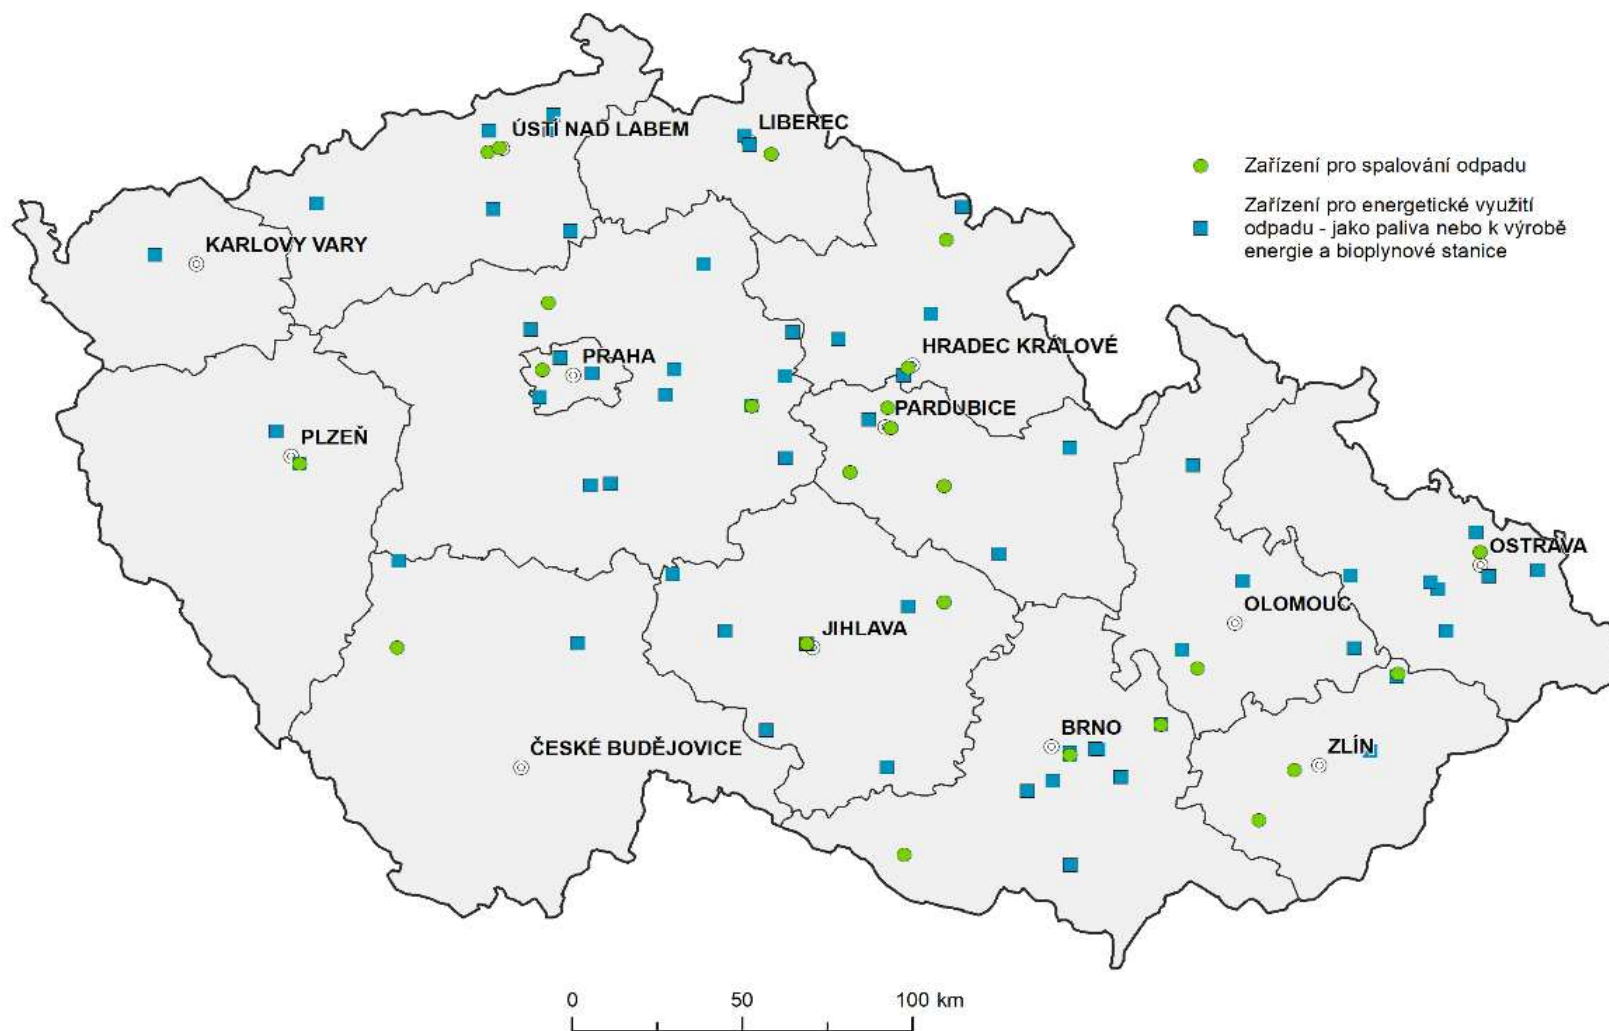 ÚSTÍ NAD LABEM
LIBEREC
Zařízení pro spalování odpadu
Zařízení pro energetické využití
odpadu - jako paliva nebo k výrobě
energie a bioplynové stanice
KARLOVY VARY
PRAHA
HRADEC KRÁLOVÉ
PARDUBICE
PLZEŇ
OSTRAVA
OLOMOUC
JIHLAVA
BRNO
ČESKÉ BUDĚJOVICE
ZLÍN
0 50 100 km